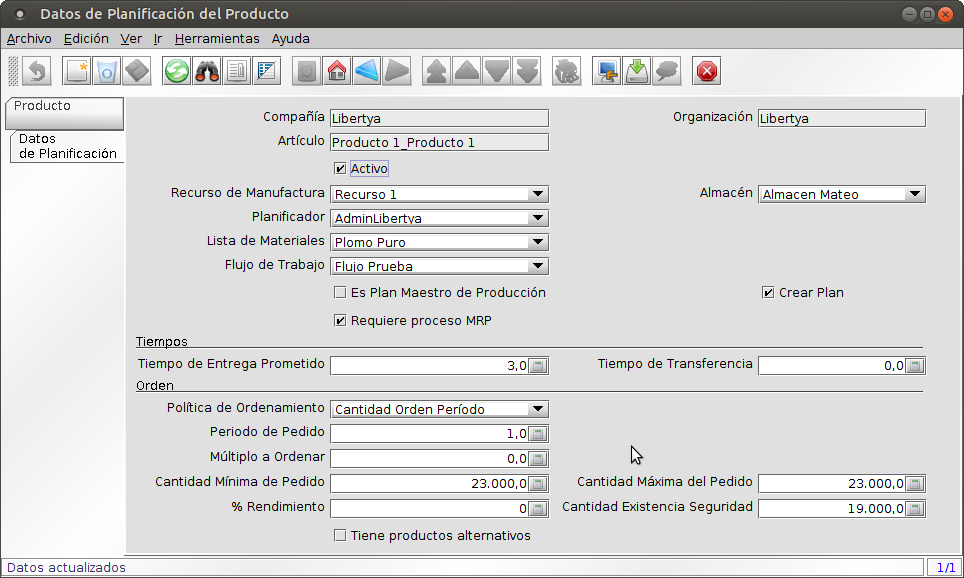 Datos de Planificación del Producto
Archivo Edición Ver Ir Herramientas Ayuda
Producto
Datos
de Planificación
Compañía Libertya Organización Libertya
Artículo Producto 1_Producto 1
Activo
Recurso de Manufactura Recurso 1 Almacén Almacen Mateo
Planificador AdminLibertya
Lista de Materiales Plomo Puro
Flujo de Trabajo Flujo Prueba
Es Plan Maestro de Producción Crear Plan
Requiere proceso MRP
Tiempos
Tiempo de Entrega Prometido 3,0 Tiempo de Transferencia 0,0
Orden
Política de Ordenamiento Cantidad Orden Período
Periodo de Pedido 1,0
Múltiplo a Ordenar 0,0
Cantidad Mínima de Pedido 23.000,0 Cantidad Máxima del Pedido 23.000,0
% Rendimiento 0 Cantidad Existencia Seguridad 19.000,0
Tiene productos alternativos
Datos actualizados 1/1